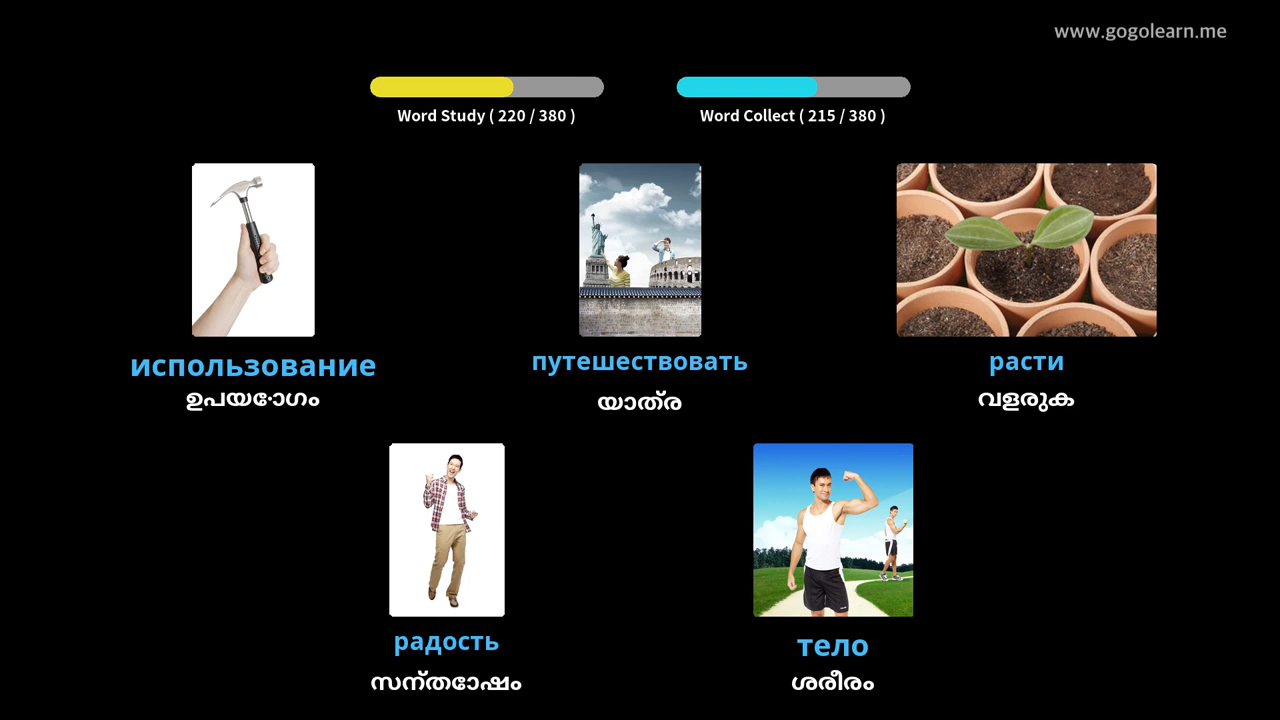 www.gogolearn.me
Word Study ( 220 / 380 )
Word Collect ( 215 / 380 )
использование
ഉപയോഗം
путешествовать
യാത്ര
расти
വളരുക
радость
സന്തോഷം
тело
ശരീരം